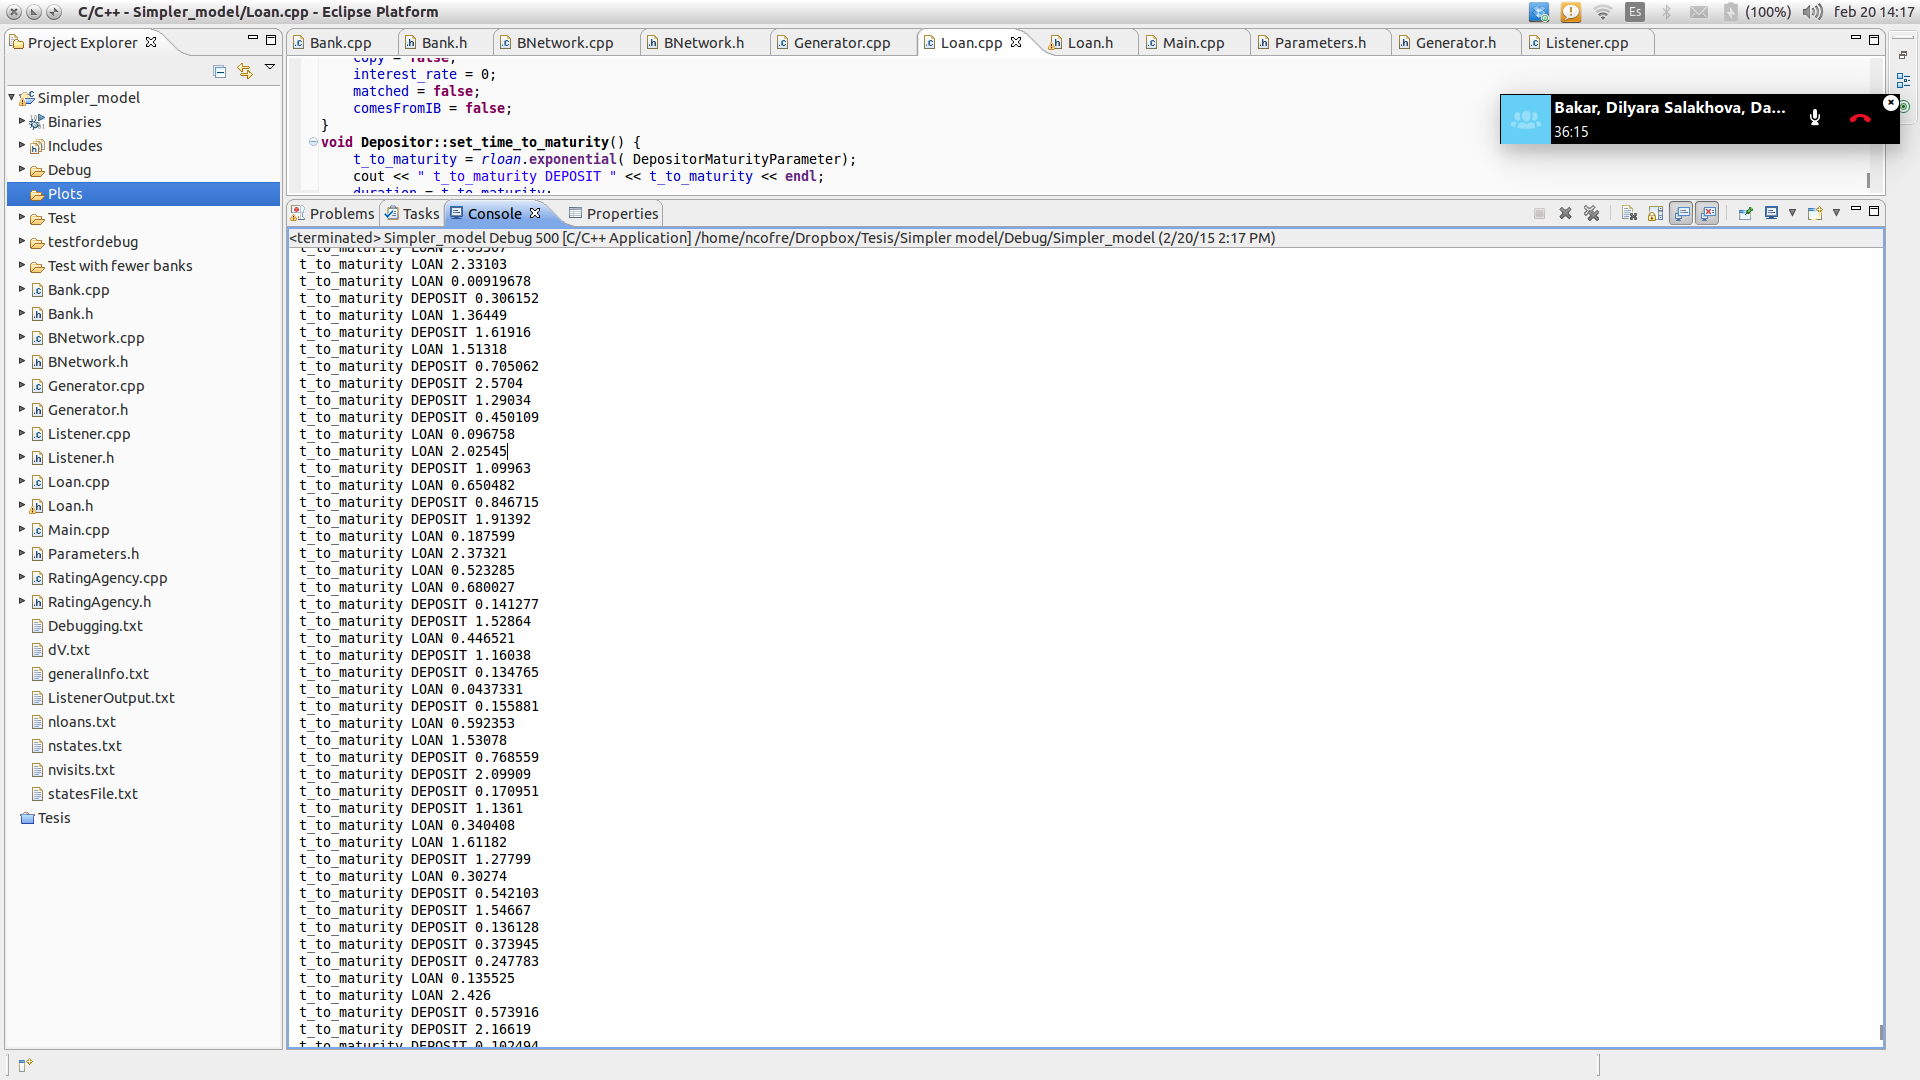 C/C++ - Simpler_model/Loan.cpp - Eclipse Platform
Es
(100%)
feb 20 14:17
Project Explorer
Bank.cpp
Bank.h
BNetwork.cpp
BNetwork.h
Generator.cpp
Loan.cpp
Loan.h
Main.cpp
Parameters.h
Generator.h
Listener.cpp
Simpler_model
Binaries
Includes
Debug
Plots
Test
testfordebug
Test with fewer banks
Bank.cpp
Bank.h
BNetwork.cpp
BNetwork.h
Generator.cpp
Generator.h
Listener.cpp
Listener.h
Loan.cpp
Loan.h
Main.cpp
Parameters.h
RatingAgency.cpp
RatingAgency.h
Debugging.txt
dV.txt
generalInfo.txt
ListenerOutput.txt
nloans.txt
nstates.txt
nvisits.txt
statesFile.txt
Tesis
copy = false;
interest_rate = 0;
matched = false;
comesFromIB = false;
}
void Depositor::set_time_to_maturity() {
t_to_maturity = rloan.exponential( DepositorMaturityParameter);
cout << " t_to_maturity DEPOSIT " << t_to_maturity << endl;
duration = t_to_maturity;
Bakar, Dilyara Salakhova, Da...
36:15
Problems
Tasks
Console
Properties
<terminated> Simpler_model Debug 500 [C/C++ Application] /home/ncofre/Dropbox/Tesis/Simpler model/Debug/Simpler_model (2/20/15 2:17 PM)
t_to_maturity LOAN
t_to_maturity LOAN 2.33103
t_to_maturity LOAN 0.00919678
t_to_maturity DEPOSIT 0.306152
t_to_maturity LOAN 1.36449
t_to_maturity DEPOSIT 1.61916
t_to_maturity LOAN 1.51318
t_to_maturity DEPOSIT 0.705062
t_to_maturity DEPOSIT 2.5704
t_to_maturity DEPOSIT 1.29034
t_to_maturity DEPOSIT 0.450109
t_to_maturity LOAN 0.096758
t_to_maturity LOAN 2.02545
t_to_maturity DEPOSIT 1.09963
t_to_maturity LOAN 0.650482
t_to_maturity DEPOSIT 0.846715
t_to_maturity DEPOSIT 1.91392
t_to_maturity LOAN 0.187599
t_to_maturity LOAN 2.37321
t_to_maturity LOAN 0.523285
t_to_maturity LOAN 0.680027
t_to_maturity DEPOSIT 0.141277
t_to_maturity DEPOSIT 1.52864
t_to_maturity LOAN 0.446521
t_to_maturity DEPOSIT 1.16038
t_to_maturity DEPOSIT 0.134765
t_to_maturity LOAN 0.0437331
t_to_maturity DEPOSIT 0.155881
t_to_maturity LOAN 0.592353
t_to_maturity LOAN 1.53078
t_to_maturity DEPOSIT 0.768559
t_to_maturity DEPOSIT 2.09909
t_to_maturity DEPOSIT 0.170951
t_to_maturity DEPOSIT 1.1361
t_to_maturity LOAN 0.340408
t_to_maturity LOAN 1.61182
t_to_maturity DEPOSIT 1.27799
t_to_maturity LOAN 0.30274
t_to_maturity DEPOSIT 0.542103
t_to_maturity DEPOSIT 1.54667
t_to_maturity DEPOSIT 0.136128
t_to_maturity DEPOSIT 0.373945
t_to_maturity DEPOSIT 0.247783
t_to_maturity LOAN 0.135525
t_to_maturity LOAN 2.426
t_to_maturity DEPOSIT 0.573916
t_to_maturity DEPOSIT 2.16619
t_to_maturity DEPOSIT 0.102494